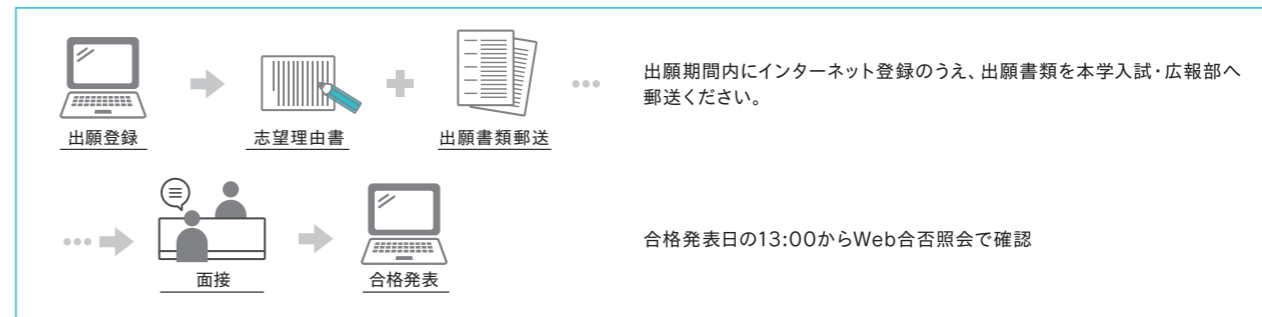 出願登録
志望理由書
出願書類郵送
出願期間内にインターネット登録のうえ、出願書類を本学入試・広報部へ
郵送ください。
面接
合格発表
合格発表日の13:00からWeb合否照会で確認